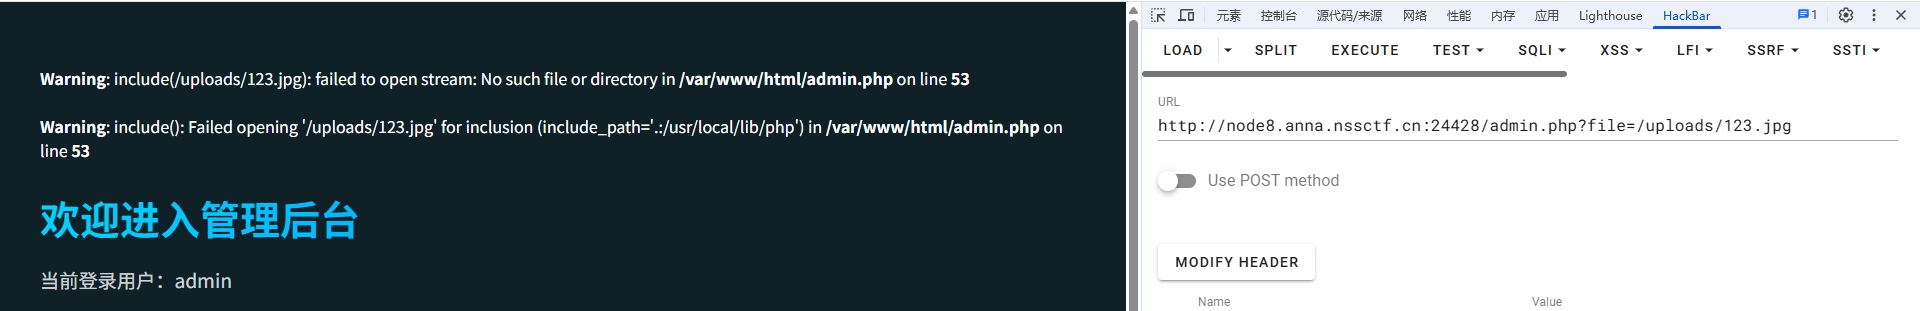 Warning: include(/uploads/123.jpg): failed to open stream: No such file or directory in /var/www/html/admin.php on line 53
Warning: include(): Failed opening '/uploads/123.jpg' for inclusion (include_path='.:/usr/local/lib/php') in /var/www/html/admin.php on
line 53
欢迎进入管理后台
当前登录用户：admin
元素 控制台 源代码/来源 网络 性能 内存 应用 Lighthouse HackBar 1
LOAD SPLIT EXECUTE TEST SQLI XSS LFI SSRF SSTI
URL
http://node8.anna.nssctf.cn:24428/admin.php?file=/uploads/123.jpg
Use POST method
MODIFY HEADER
Name Value